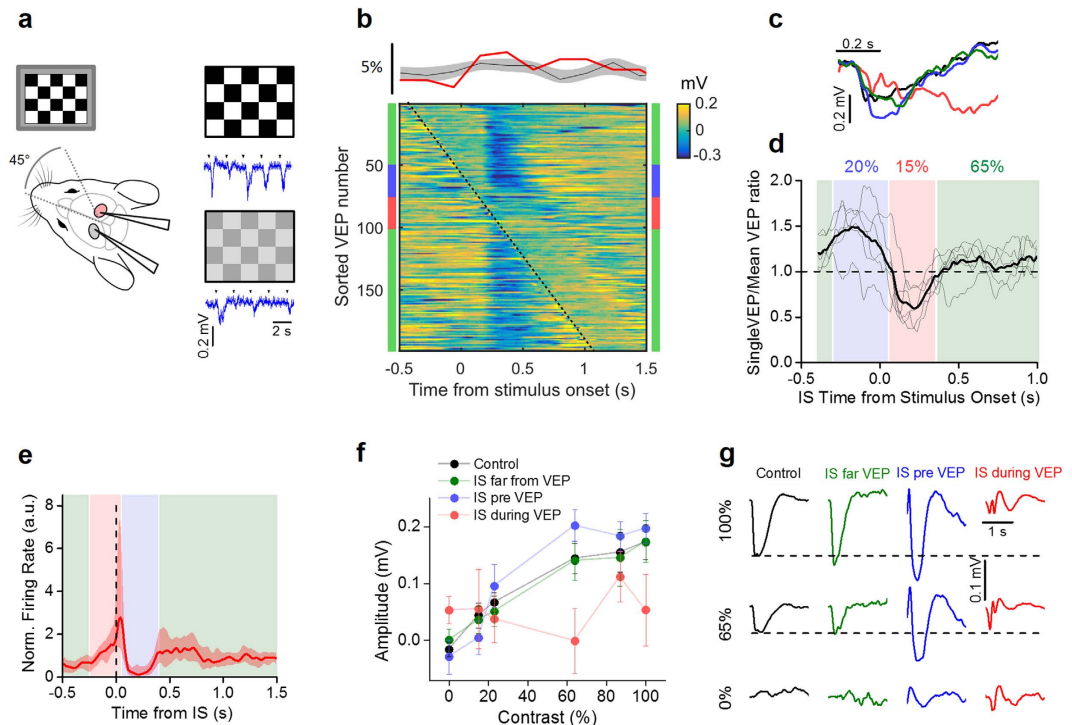 a
45°
0.2 mV
2 s
b
5%
mV
0.2
0
-0.3
Sorted VEP number
50
100
150
-0.5 0 0.5 1 1.5
Time from stimulus onset (s)
c
0.2 s
0.2 mV
d
20% 15% 65%
SingleVEP/Mean VEP ratio
2.0
1.5
1.0
0.5
0.0
-0.5 0.0 0.5 1.0
IS Time from Stimulus Onset (s)
e
Norm. Firing Rate (a.u.)
8
6
4
2
0
-0.5 0.0 0.5 1.0 1.5
Time from IS (s)
f
Control
IS far from VEP
IS pre VEP
IS during VEP
Amplitude (mV)
0.2
0.1
0.0
0 20 40 60 80 100
Contrast (%)
g
Control IS far VEP IS pre VEP IS during VEP
100%
1 s
0.1 mV
65%
0%